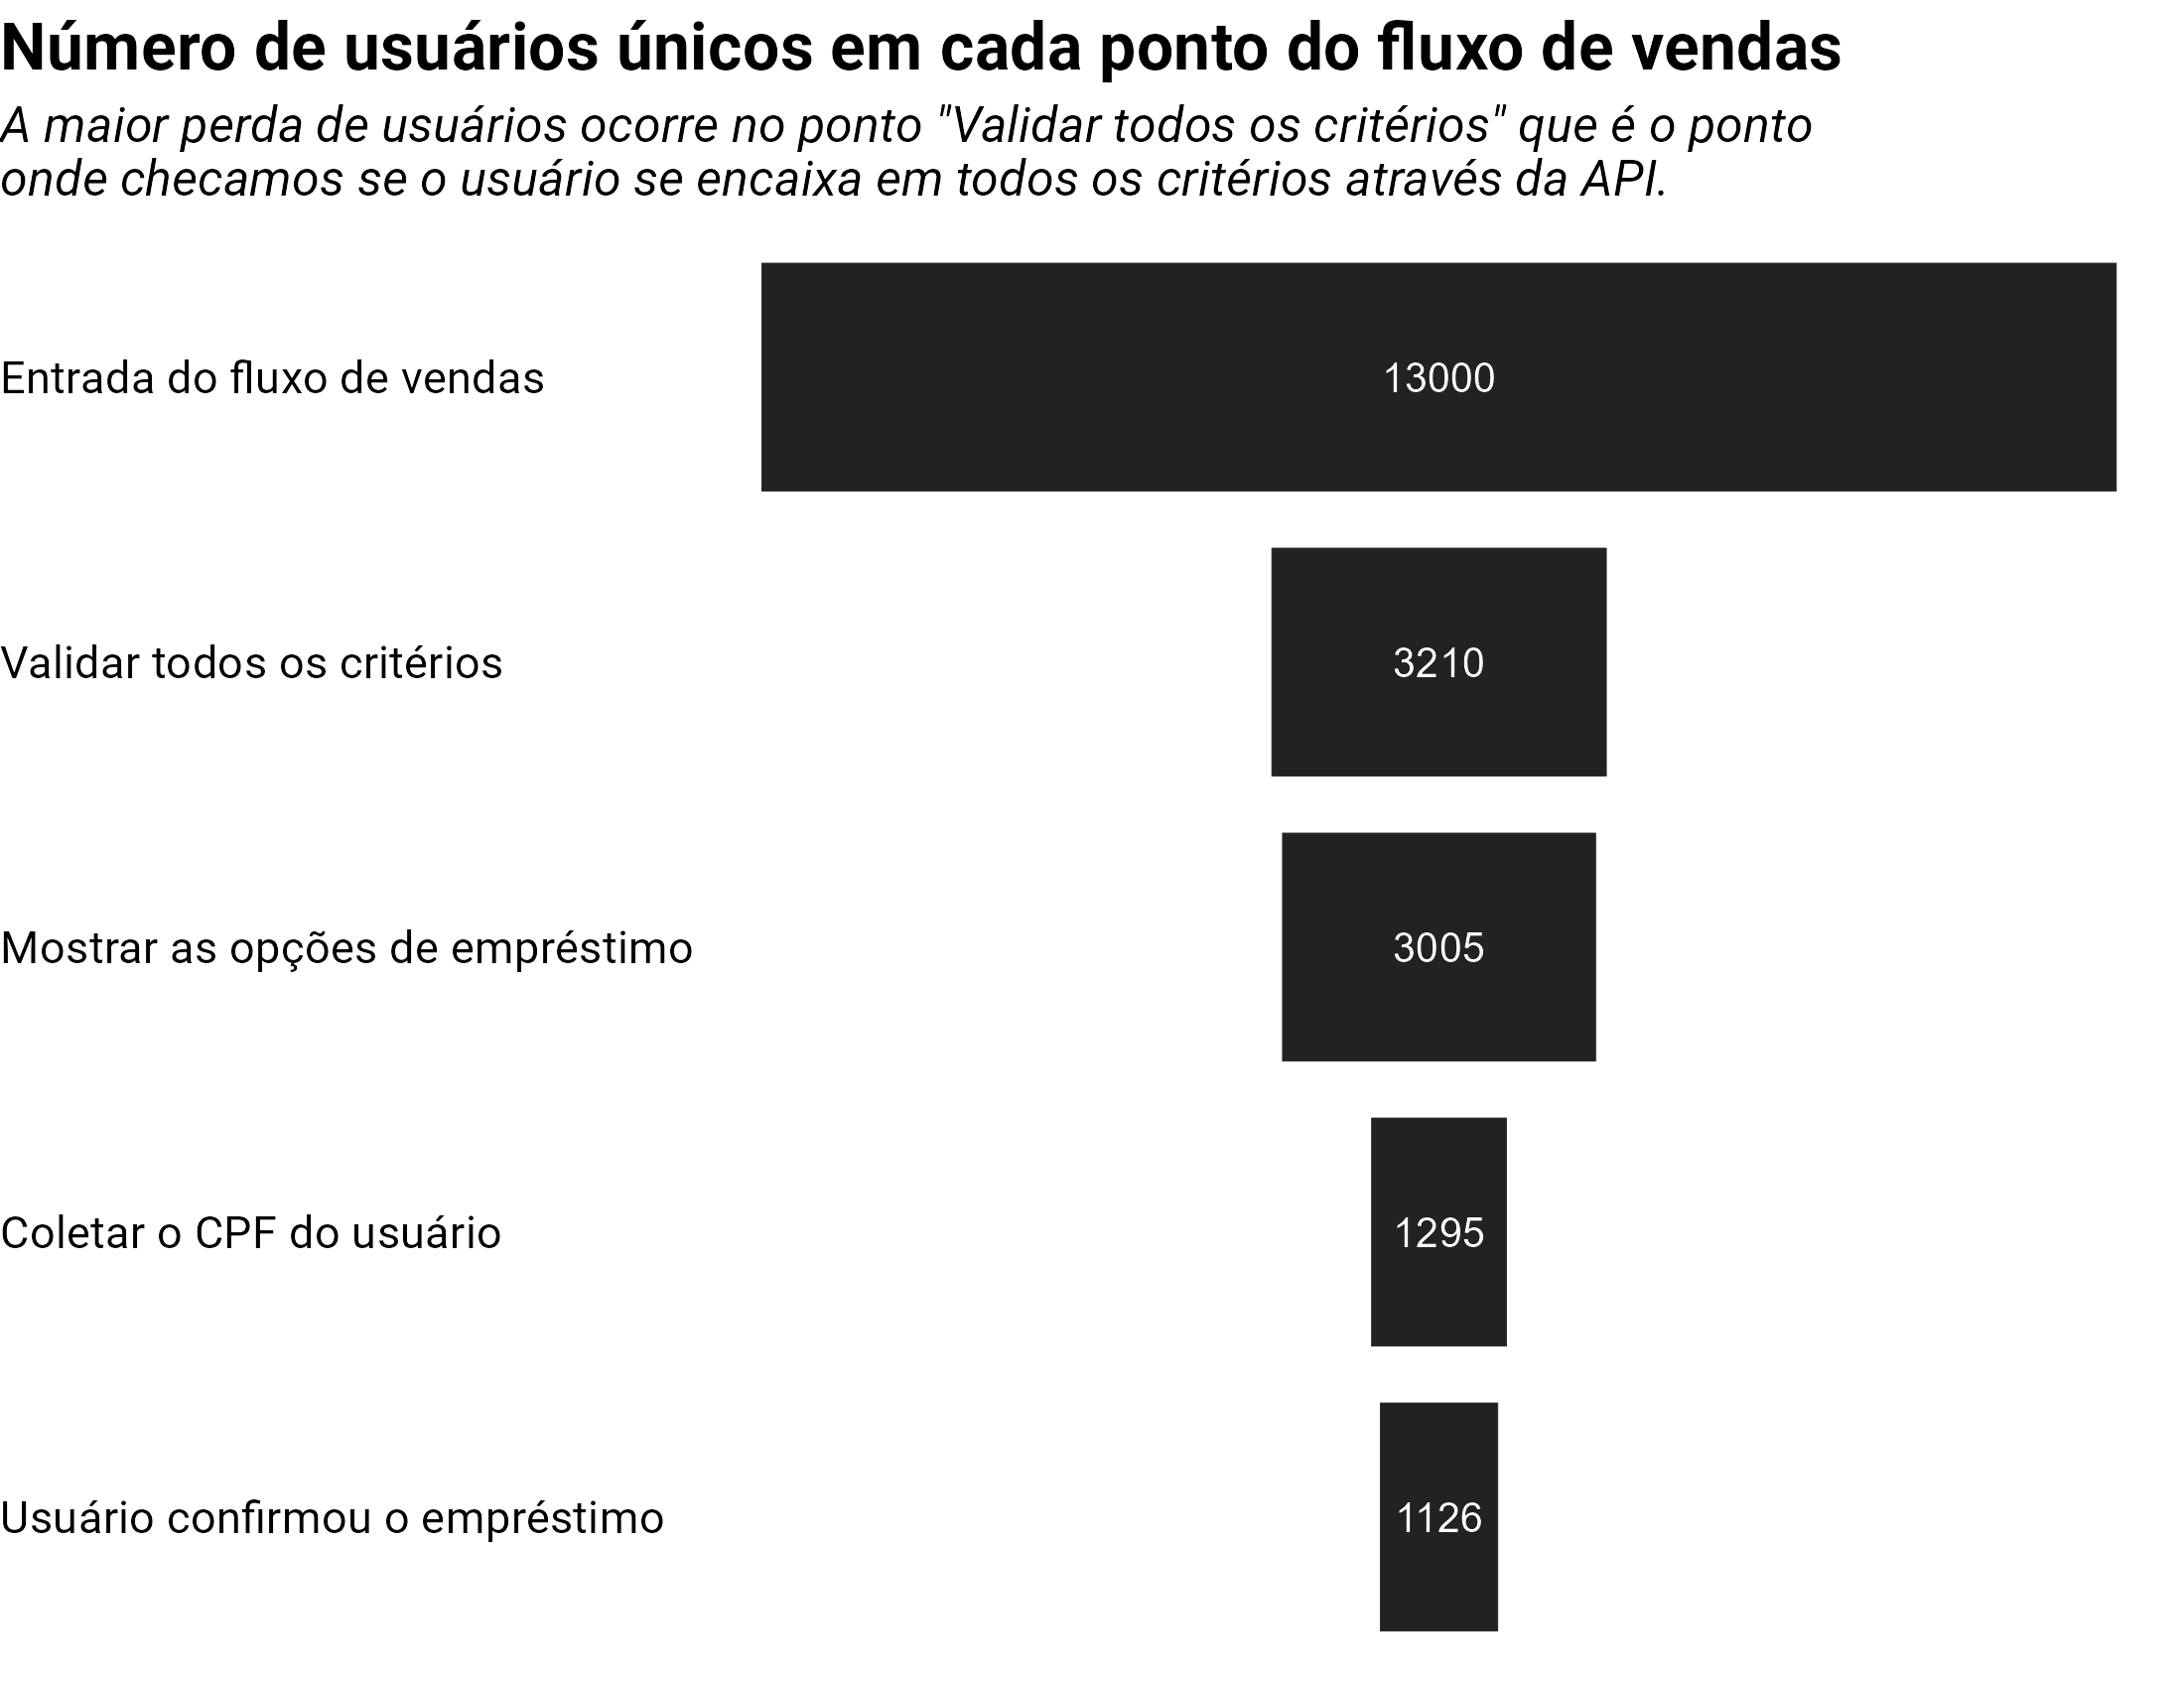 Número de usuários únicos em cada ponto do fluxo de vendas
A maior perda de usuários ocorre no ponto "Validar todos os critérios" que é o ponto
onde checamos se o usuário se encaixa em todos os critérios através da API.
Entrada do fluxo de vendas
13000
Validar todos os critérios
3210
Mostrar as opções de empréstimo
3005
Coletar o CPF do usuário
1295
Usuário confirmou o empréstimo
1126